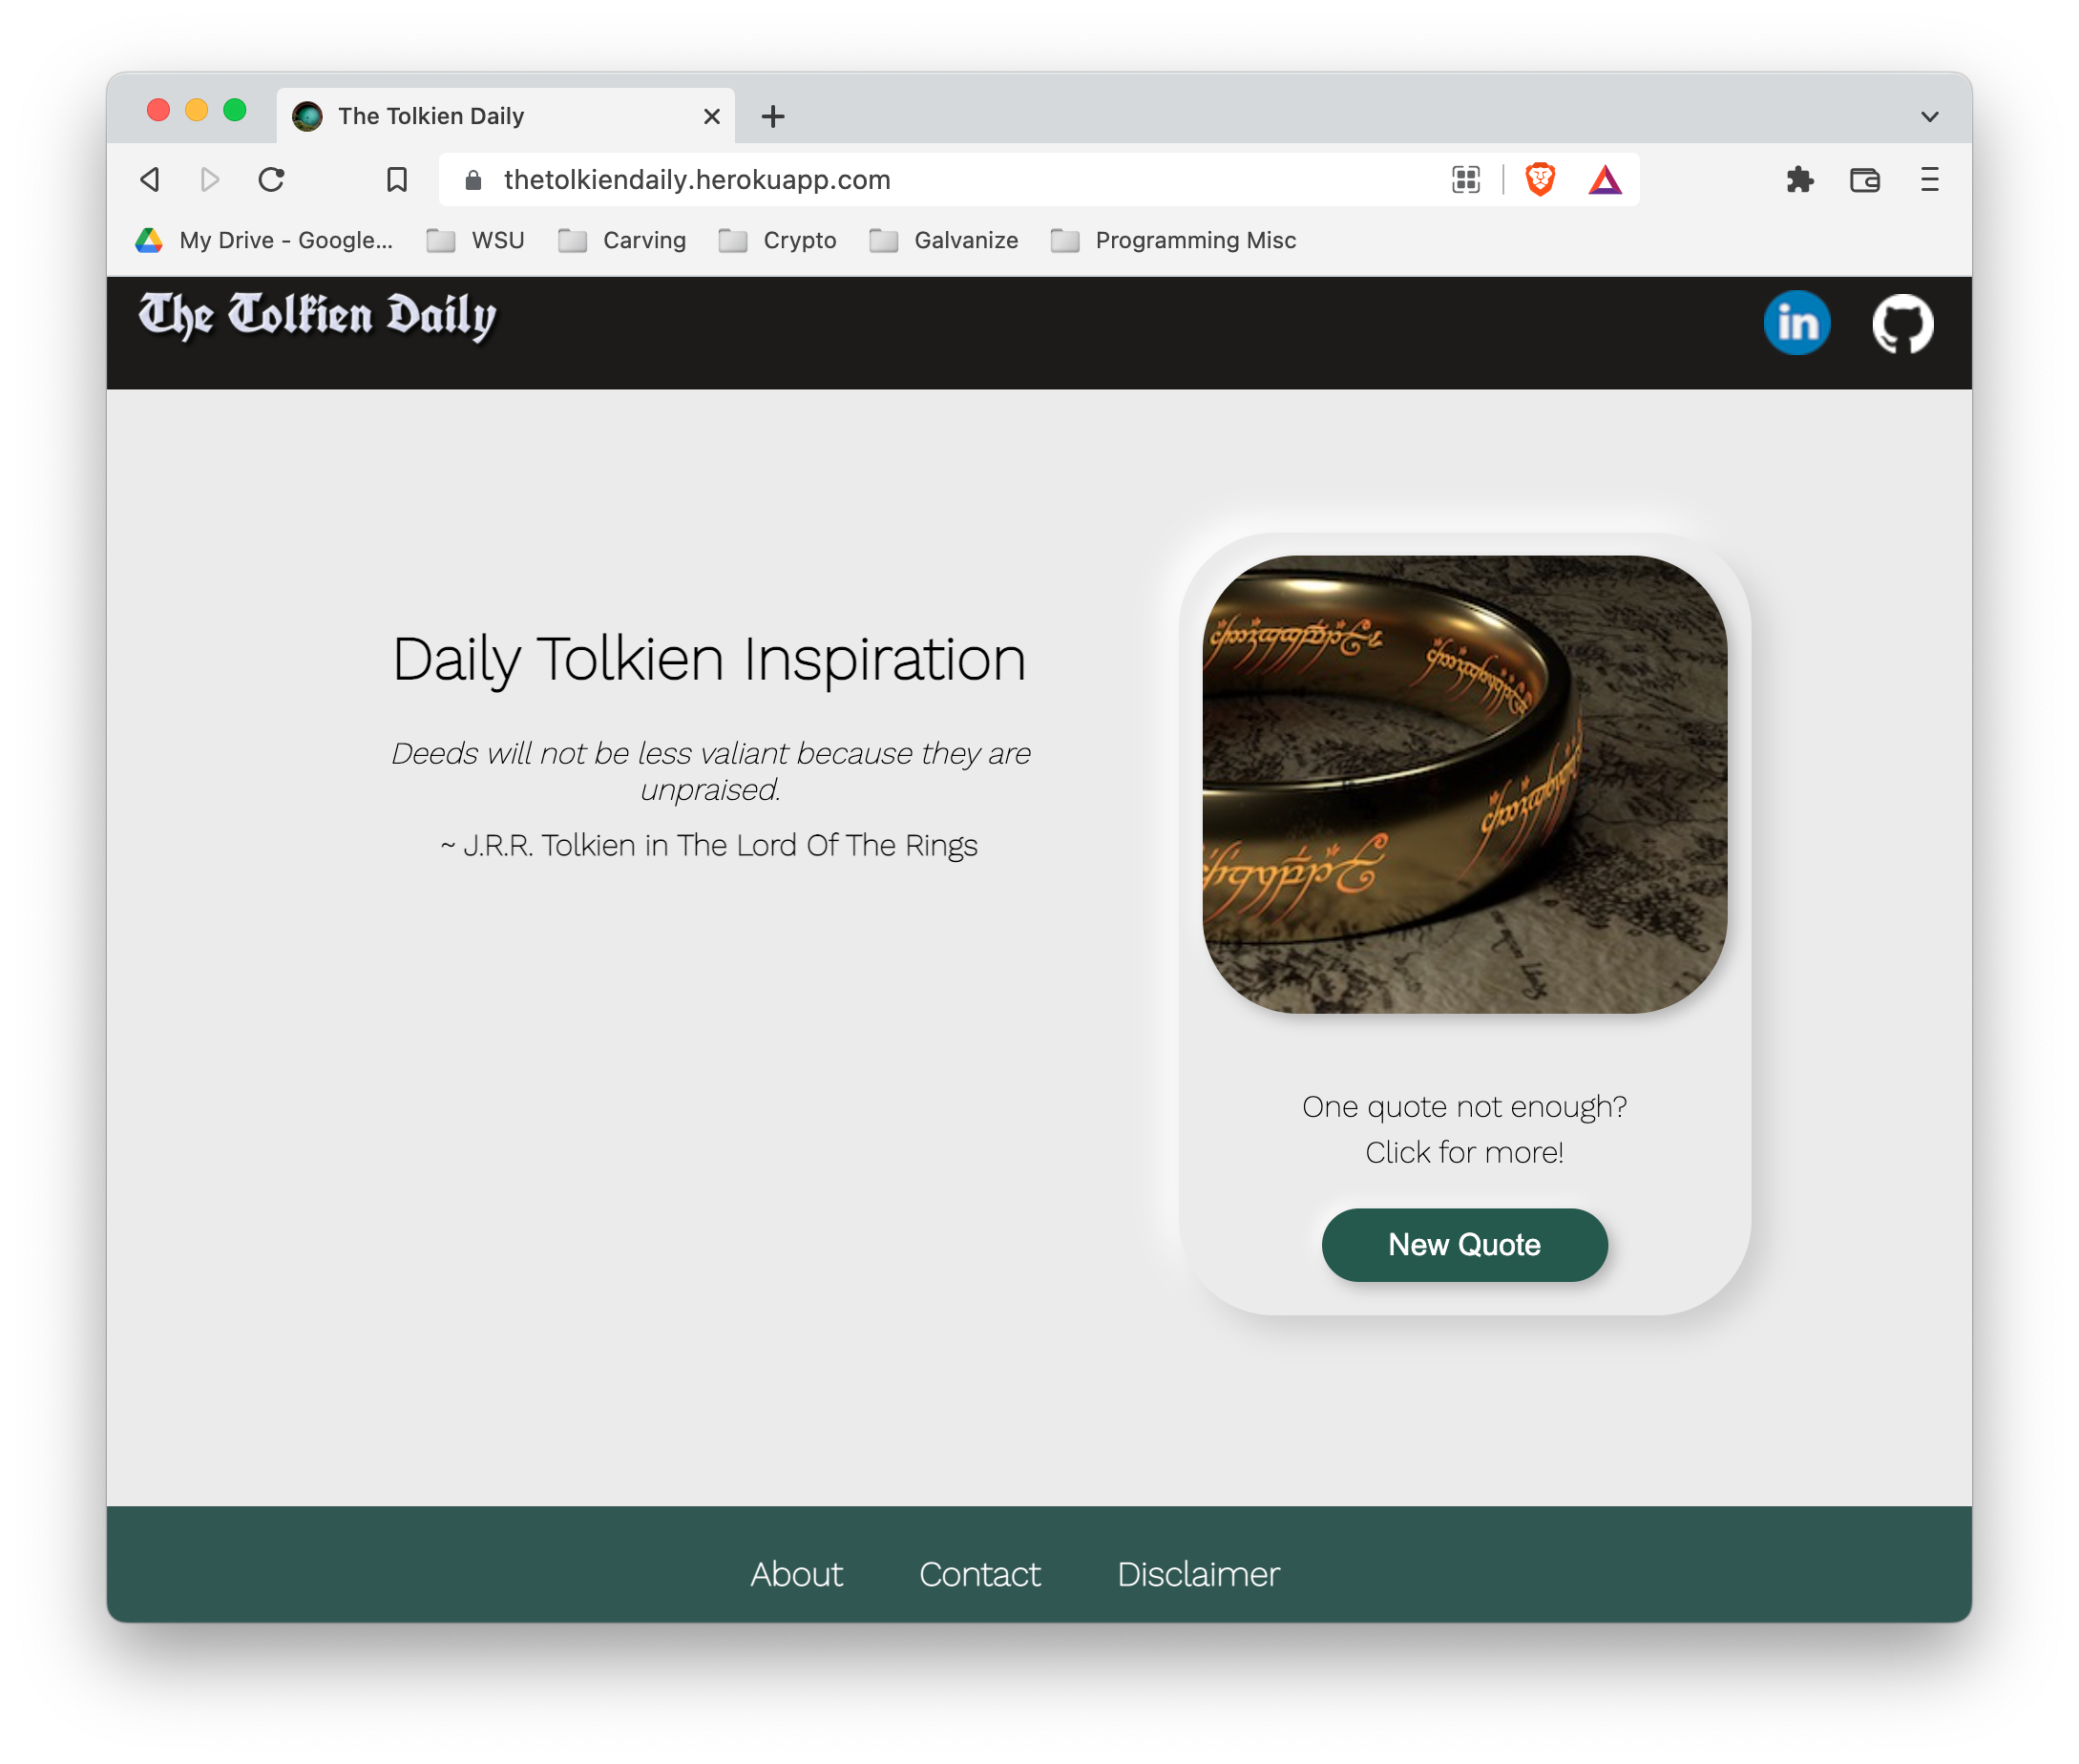 The Tolkien Daily
thetolkiendaily.herokuapp.com
My Drive - Google... WSU Carving Crypto Galvanize Programming Misc
The Tolkien Daily
in
Daily Tolkien Inspiration
Deeds will not be less valiant because they are
unpraised.
~ J.R.R. Tolkien in The Lord Of The Rings
One quote not enough?
Click for more!
New Quote
About Contact Disclaimer